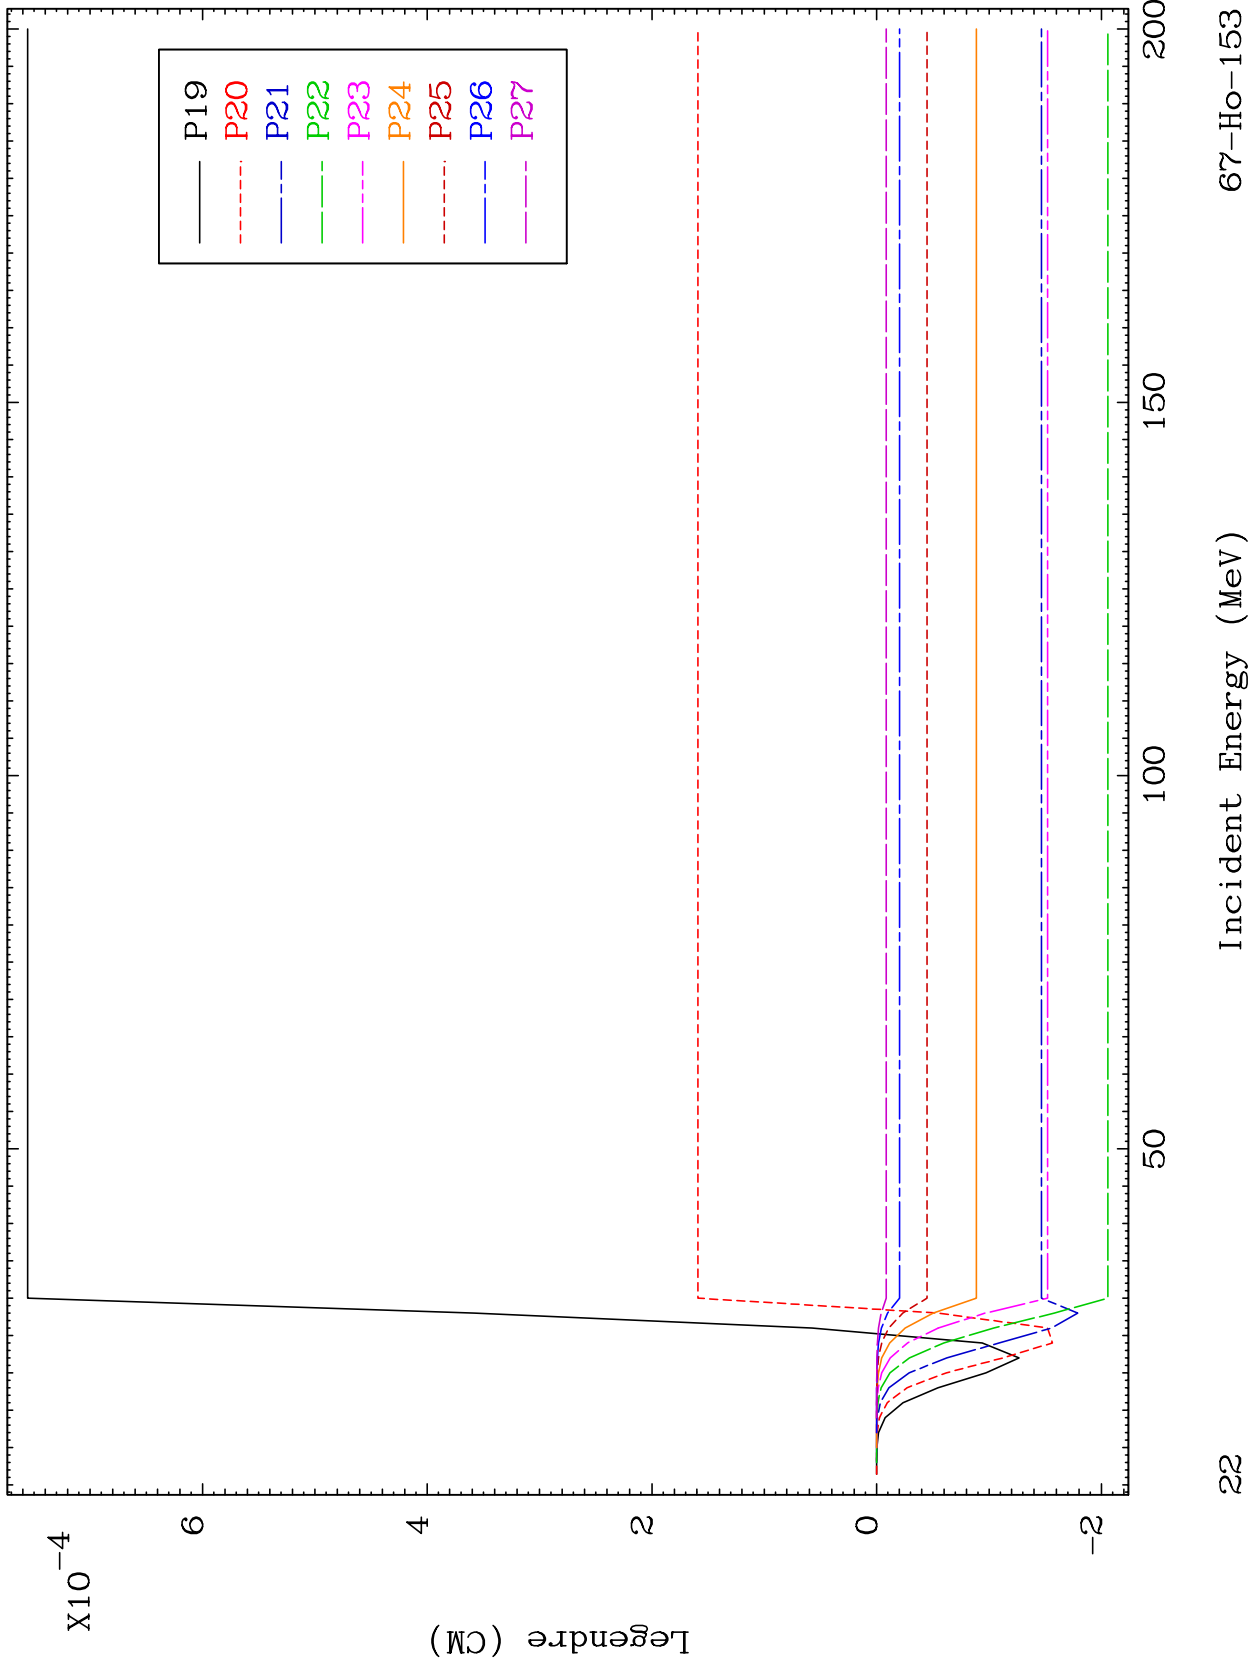 X10^-4
Legendre (CM)
6
4
2
0
-2
P19
P20
P21
P22
P23
P24
P25
P26
P27
50
100
150
200
Incident Energy (MeV)
22
67-Ho-153